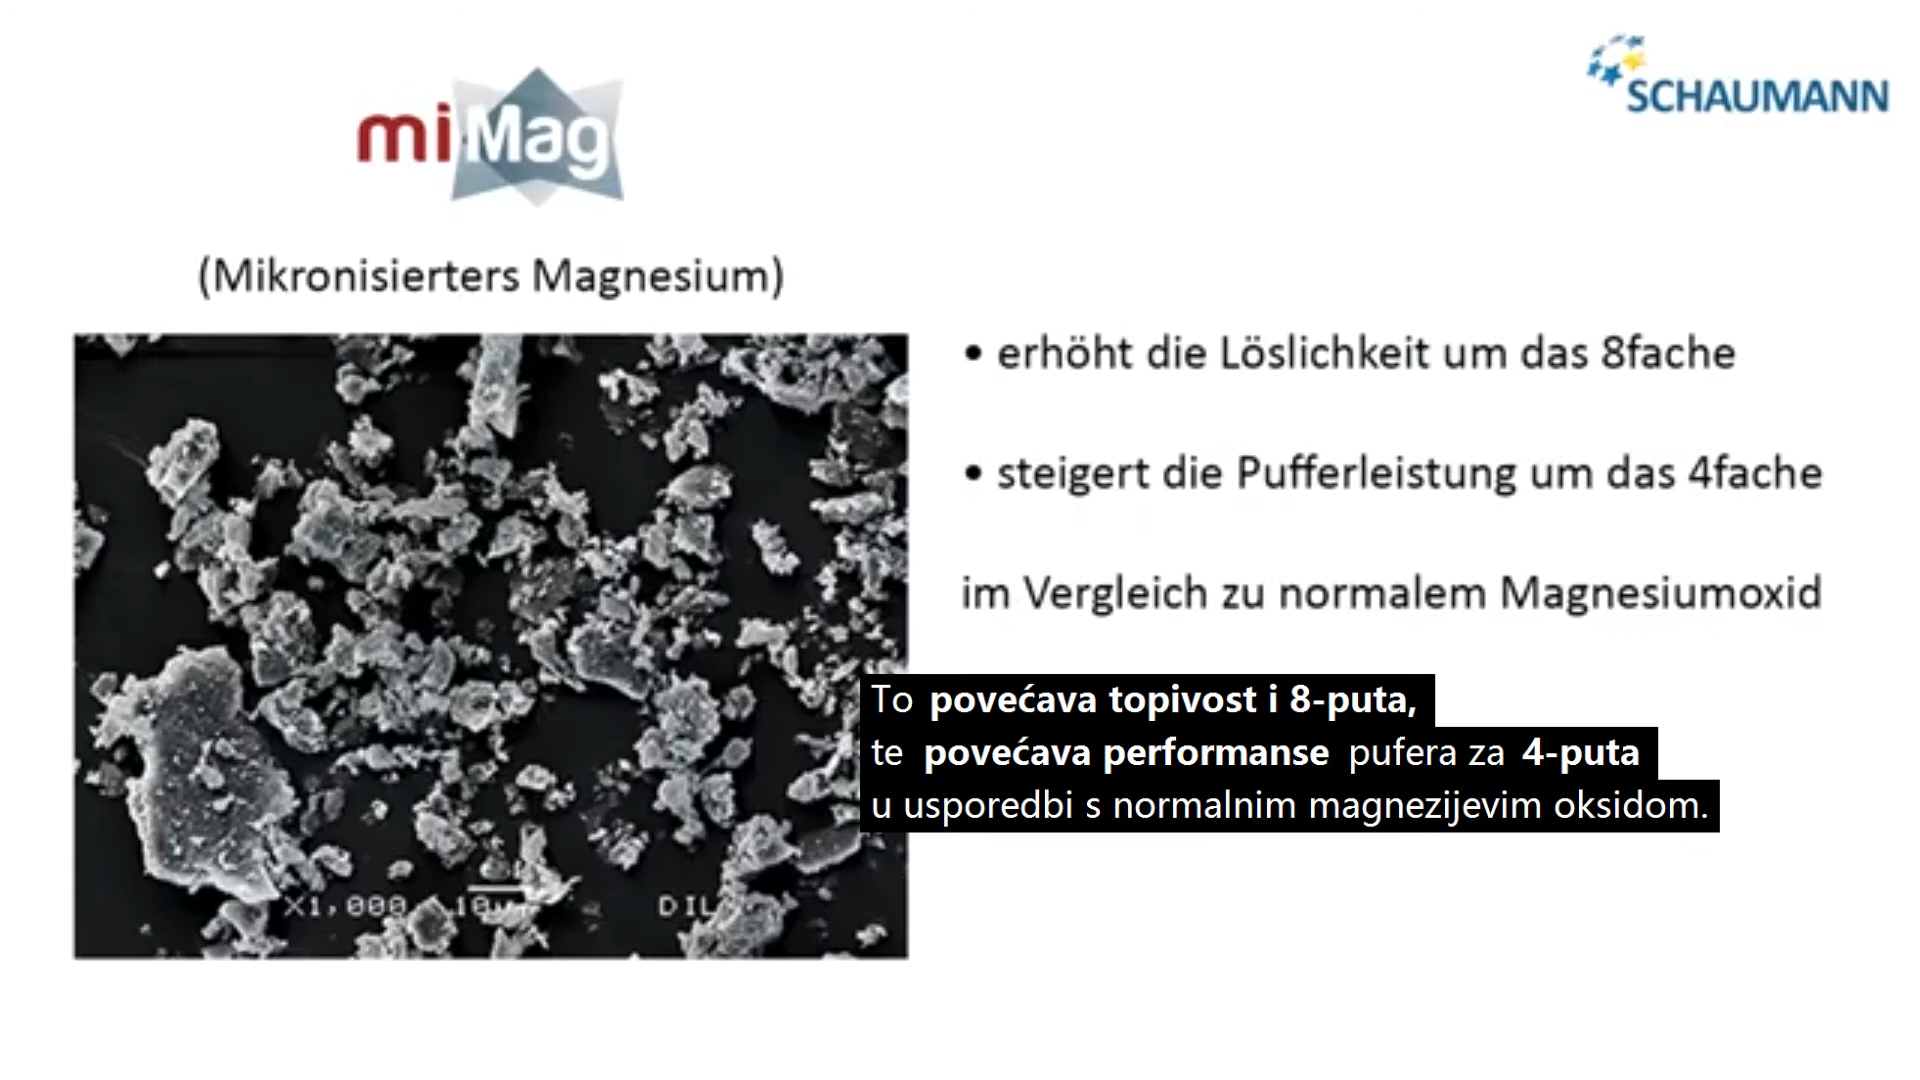 miMag
SCHAUMANN
(Mikronisierters Magnesium)
• erhöht die Löslichkeit um das 8fache
• steigert die Pufferleistung um das 4fache
im Vergleich zu normalem Magnesiumoxid
To povećava topivost i 8-puta,
te povećava performanse pufera za 4-puta
u usporedbi s normalnim magnezijevim oksidom.
X1,000 10µm DIL